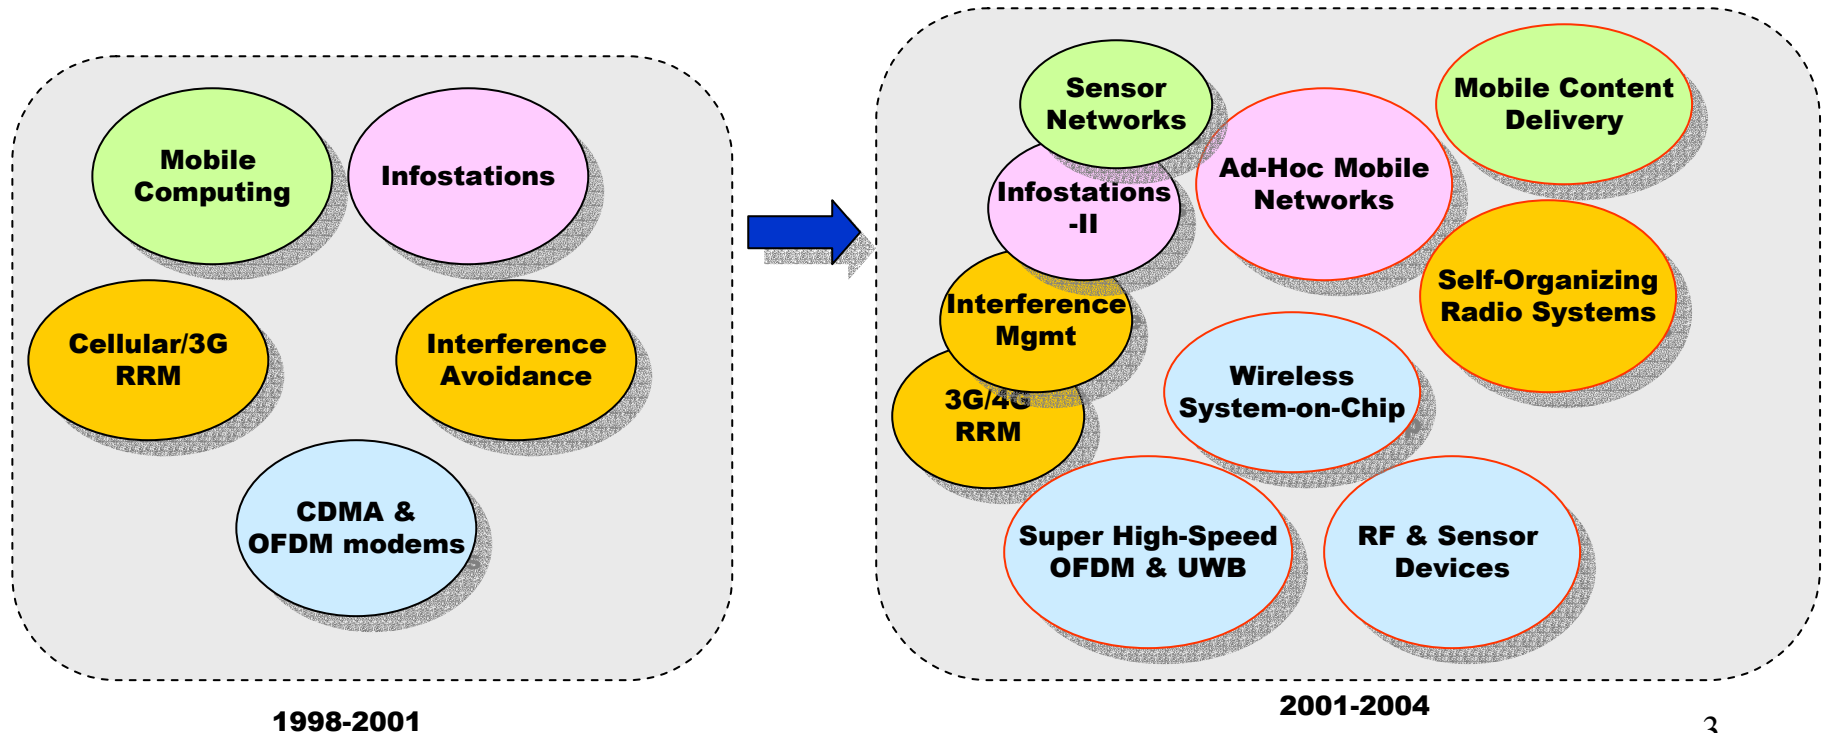 Mobile
Computing
Infostations
Cellular/3G
RRM
Interference
Avoidance
CDMA &
OFDM modems
1998-2001
Sensor
Networks
Mobile Content
Delivery
Ad-Hoc Mobile
Networks
Infostations
-II
Self-Organizing
Radio Systems
Interference
Mgmt
Wireless
System-on-Chip
3G/4G
RRM
Super High-Speed
OFDM & UWB
RF & Sensor
Devices
2001-2004
3